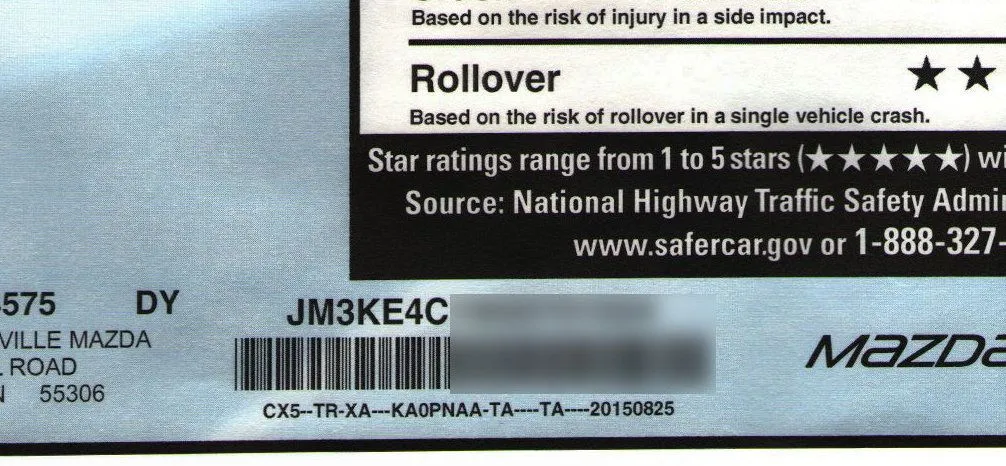 Based on the risk of injury in a side impact.
Rollover ★★
Based on the risk of rollover in a single vehicle crash.
Star ratings range from 1 to 5 stars (★★★★★) wi
Source: National Highway Traffic Safety Admin
www.safercar.gov or 1-888-327-
575 DY
VILLE MAZDA
ROAD
N 55306
JM3KE4C
CX5--TR-XA---KA0PNAA-TA----TA----20150825
MAZDA